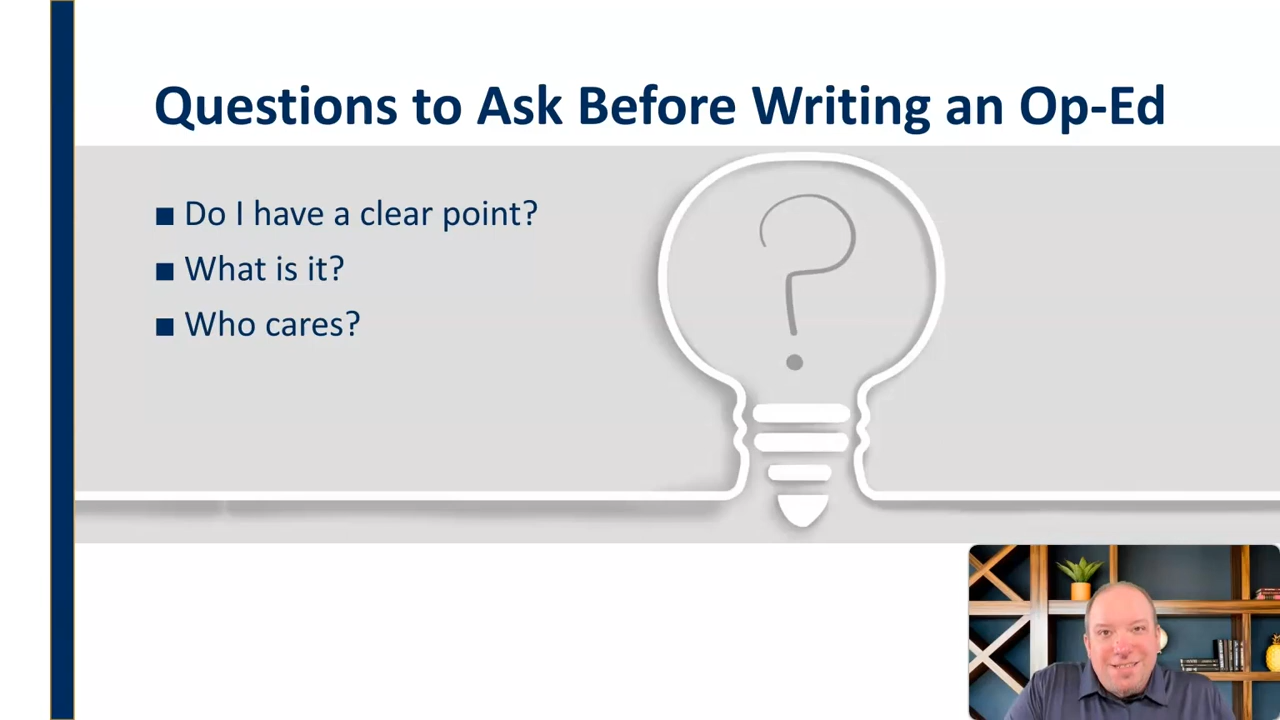 Questions to Ask Before Writing an Op-Ed
■ Do I have a clear point?
■ What is it?
■ Who cares?